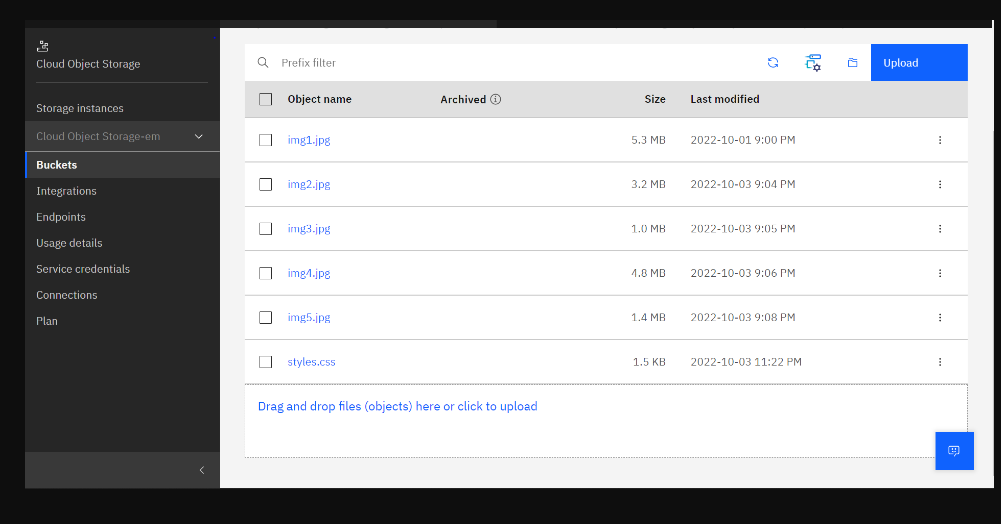 Cloud Object Storage
Storage instances
Cloud Object Storage-em
Buckets
Integrations
Endpoints
Usage details
Service credentials
Connections
Plan
Prefix filter
Upload
Object name Archived Size Last modified
img1.jpg 5.3 MB 2022-10-01 9:00 PM
img2.jpg 3.2 MB 2022-10-03 9:04 PM
img3.jpg 1.0 MB 2022-10-03 9:05 PM
img4.jpg 4.8 MB 2022-10-03 9:06 PM
img5.jpg 1.4 MB 2022-10-03 9:08 PM
styles.css 1.5 KB 2022-10-03 11:22 PM
Drag and drop files (objects) here or click to upload